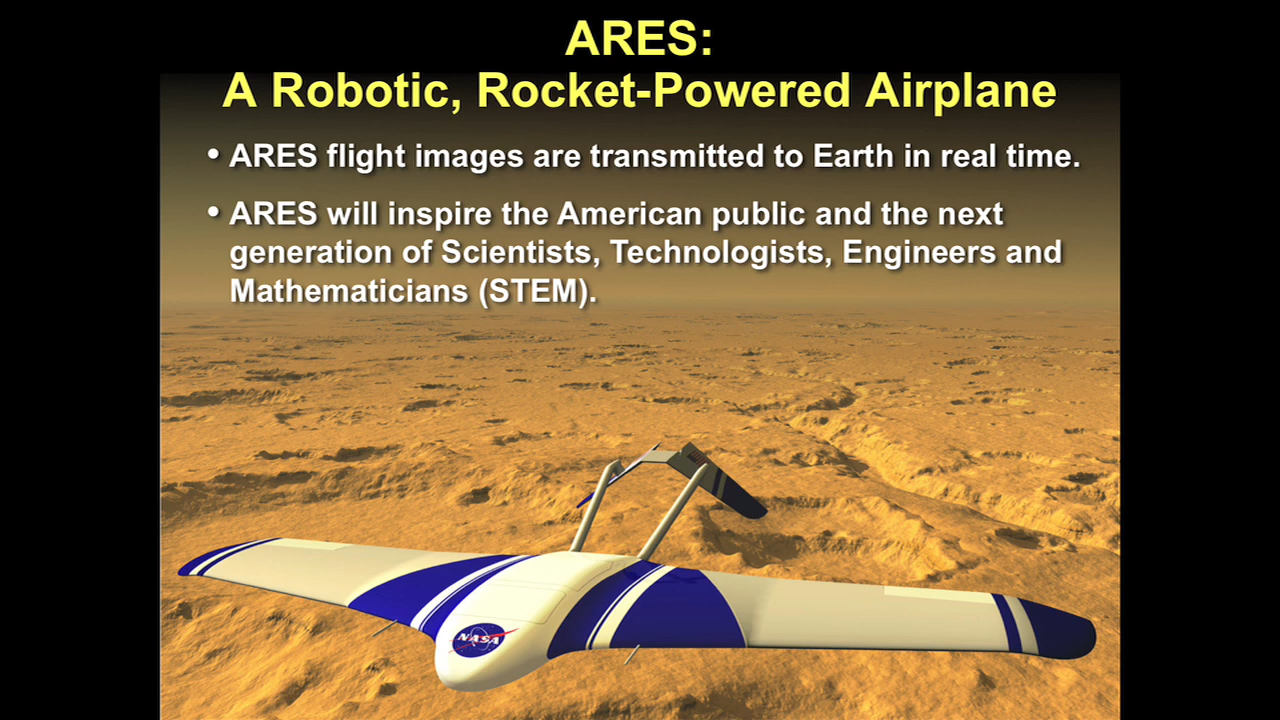 ARES:
A Robotic, Rocket-Powered Airplane
• ARES flight images are transmitted to Earth in real time.
• ARES will inspire the American public and the next
generation of Scientists, Technologists, Engineers and
Mathematicians (STEM).
NASA